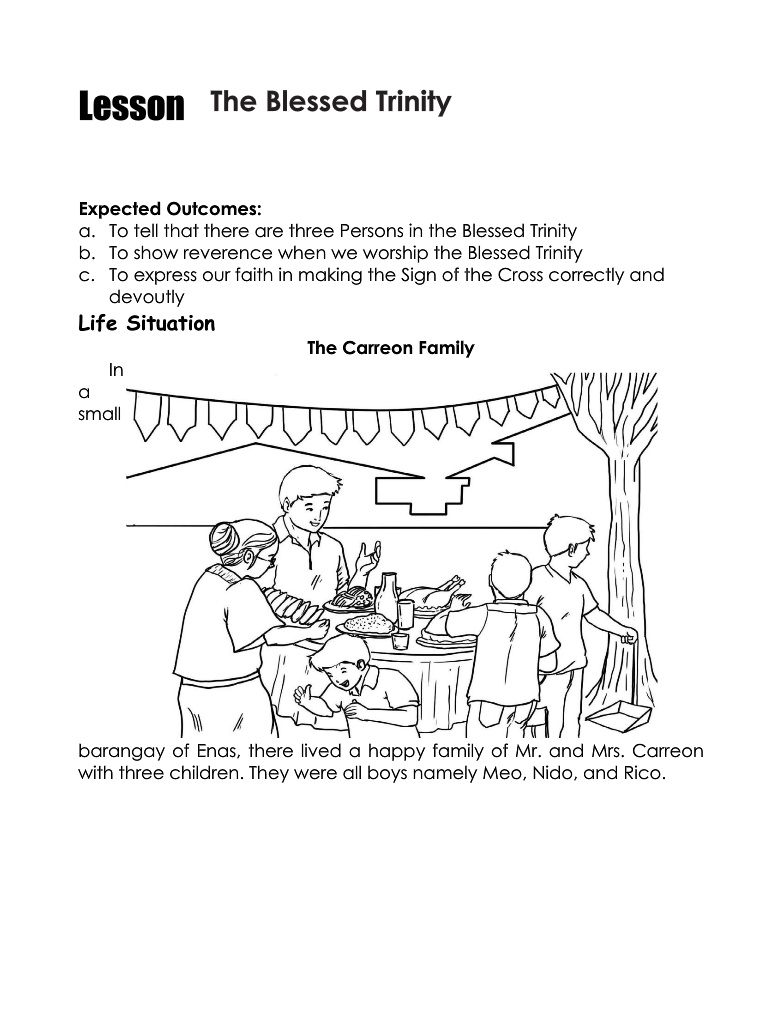 Lesson The Blessed Trinity
Expected Outcomes:
a. To tell that there are three Persons in the Blessed Trinity
b. To show reverence when we worship the Blessed Trinity
c. To express our faith in making the Sign of the Cross correctly and
devoutly
Life Situation
The Carreon Family
In
a
small
barangay of Enas, there lived a happy family of Mr. and Mrs. Carreon
with three children. They were all boys namely Meo, Nido, and Rico.